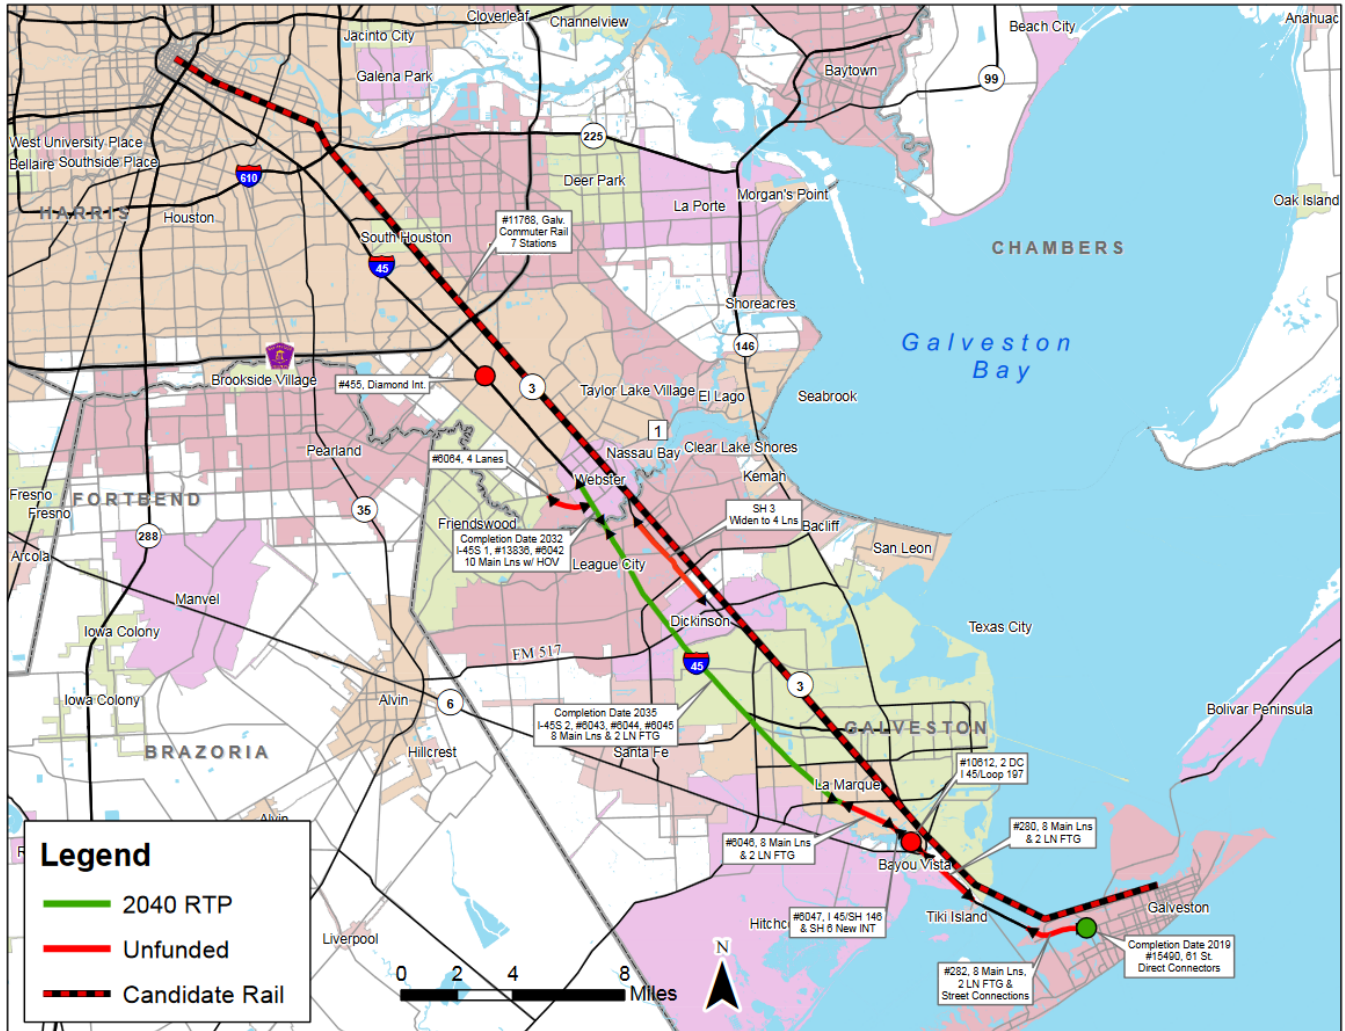 Cloverleaf
Channelview
Anahuac
Beach City
Jacinto City
Galena Park
Baytown
99
225
West University Place
Bellaire
Southside Place
610
Deer Park
Morgan's Point
La Porte
Oak Island
HARRIS
Houston
#11768, Galv.
Commuter Rail
7 Stations
South Houston
CHAMBERS
45
Shoreacres
146
Galveston
Bay
Brookside Village
#455, Diamond Int.
3
Taylor Lake Village
El Lago
Seabrook
1
Pearland
#6064, 4 Lanes
Nassau Bay
Clear Lake Shores
Webster
Kemah
Fresno
FORTBEND
Fresno
35
Friendswood
SH 3
Widen to 4 Lns
Bacliff
288
Completion Date 2032
I-45S 1, #13836, #6042
10 Main Lns w/ HOV
San Leon
Arcola
League City
Manvel
Dickinson
Texas City
Iowa Colony
FM 517
45
3
Iowa Colony
Alvin
6
Completion Date 2035
I-45S 2, #6043, #6044, #6045
8 Main Lns & 2 LN FTG
Bolivar Peninsula
GALVESTON
BRAZORIA
Hillcrest
Santa Fe
#10612, 2 DC
I 45/Loop 197
La Marque
Alvin
#280, 8 Main Lns
& 2 LN FTG
#6046, 8 Main Lns
& 2 LN FTG
Bayou Vista
Legend
2040 RTP
Unfunded
Candidate Rail
Liverpool
Hitchc
#6047, I 45/SH 146
& SH 6 New INT
Tiki Island
Galveston
N
Completion Date 2019
#15490, 61 St.
Direct Connectors
#282, 8 Main Lns,
2 LN FTG &
Street Connections
0 2 4 8
Miles